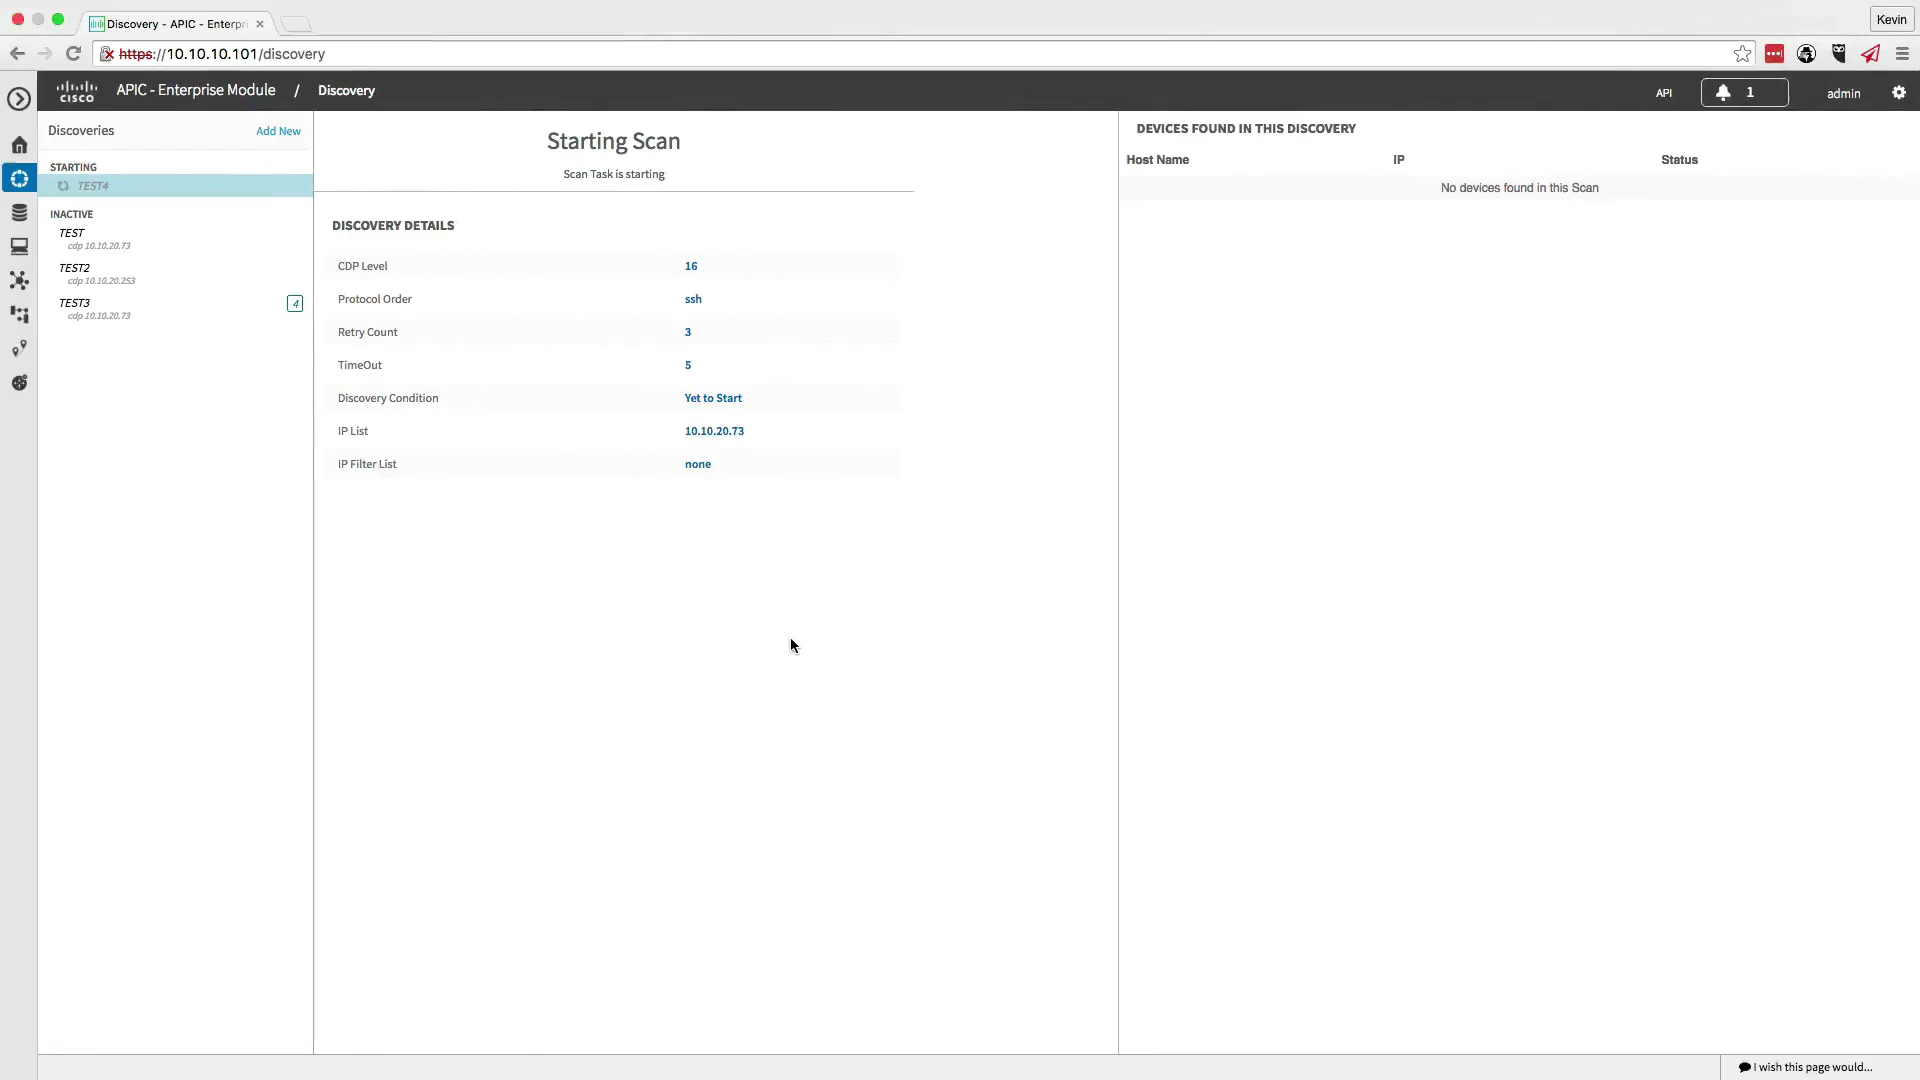 Discovery - APIC - Enterpri
Kevin
https://10.10.10.101/discovery
CISCO
APIC - Enterprise Module / Discovery
API
1
admin
Discoveries
Add New
STARTING
TEST4
INACTIVE
TEST
cdp 10.10.20.73
TEST2
cdp 10.10.20.253
TEST3
4
cdp 10.10.20.73
Starting Scan
Scan Task is starting
DISCOVERY DETAILS
CDP Level 16
Protocol Order ssh
Retry Count 3
TimeOut 5
Discovery Condition Yet to Start
IP List 10.10.20.73
IP Filter List none
DEVICES FOUND IN THIS DISCOVERY
Host Name IP Status
No devices found in this Scan
I wish this page would...